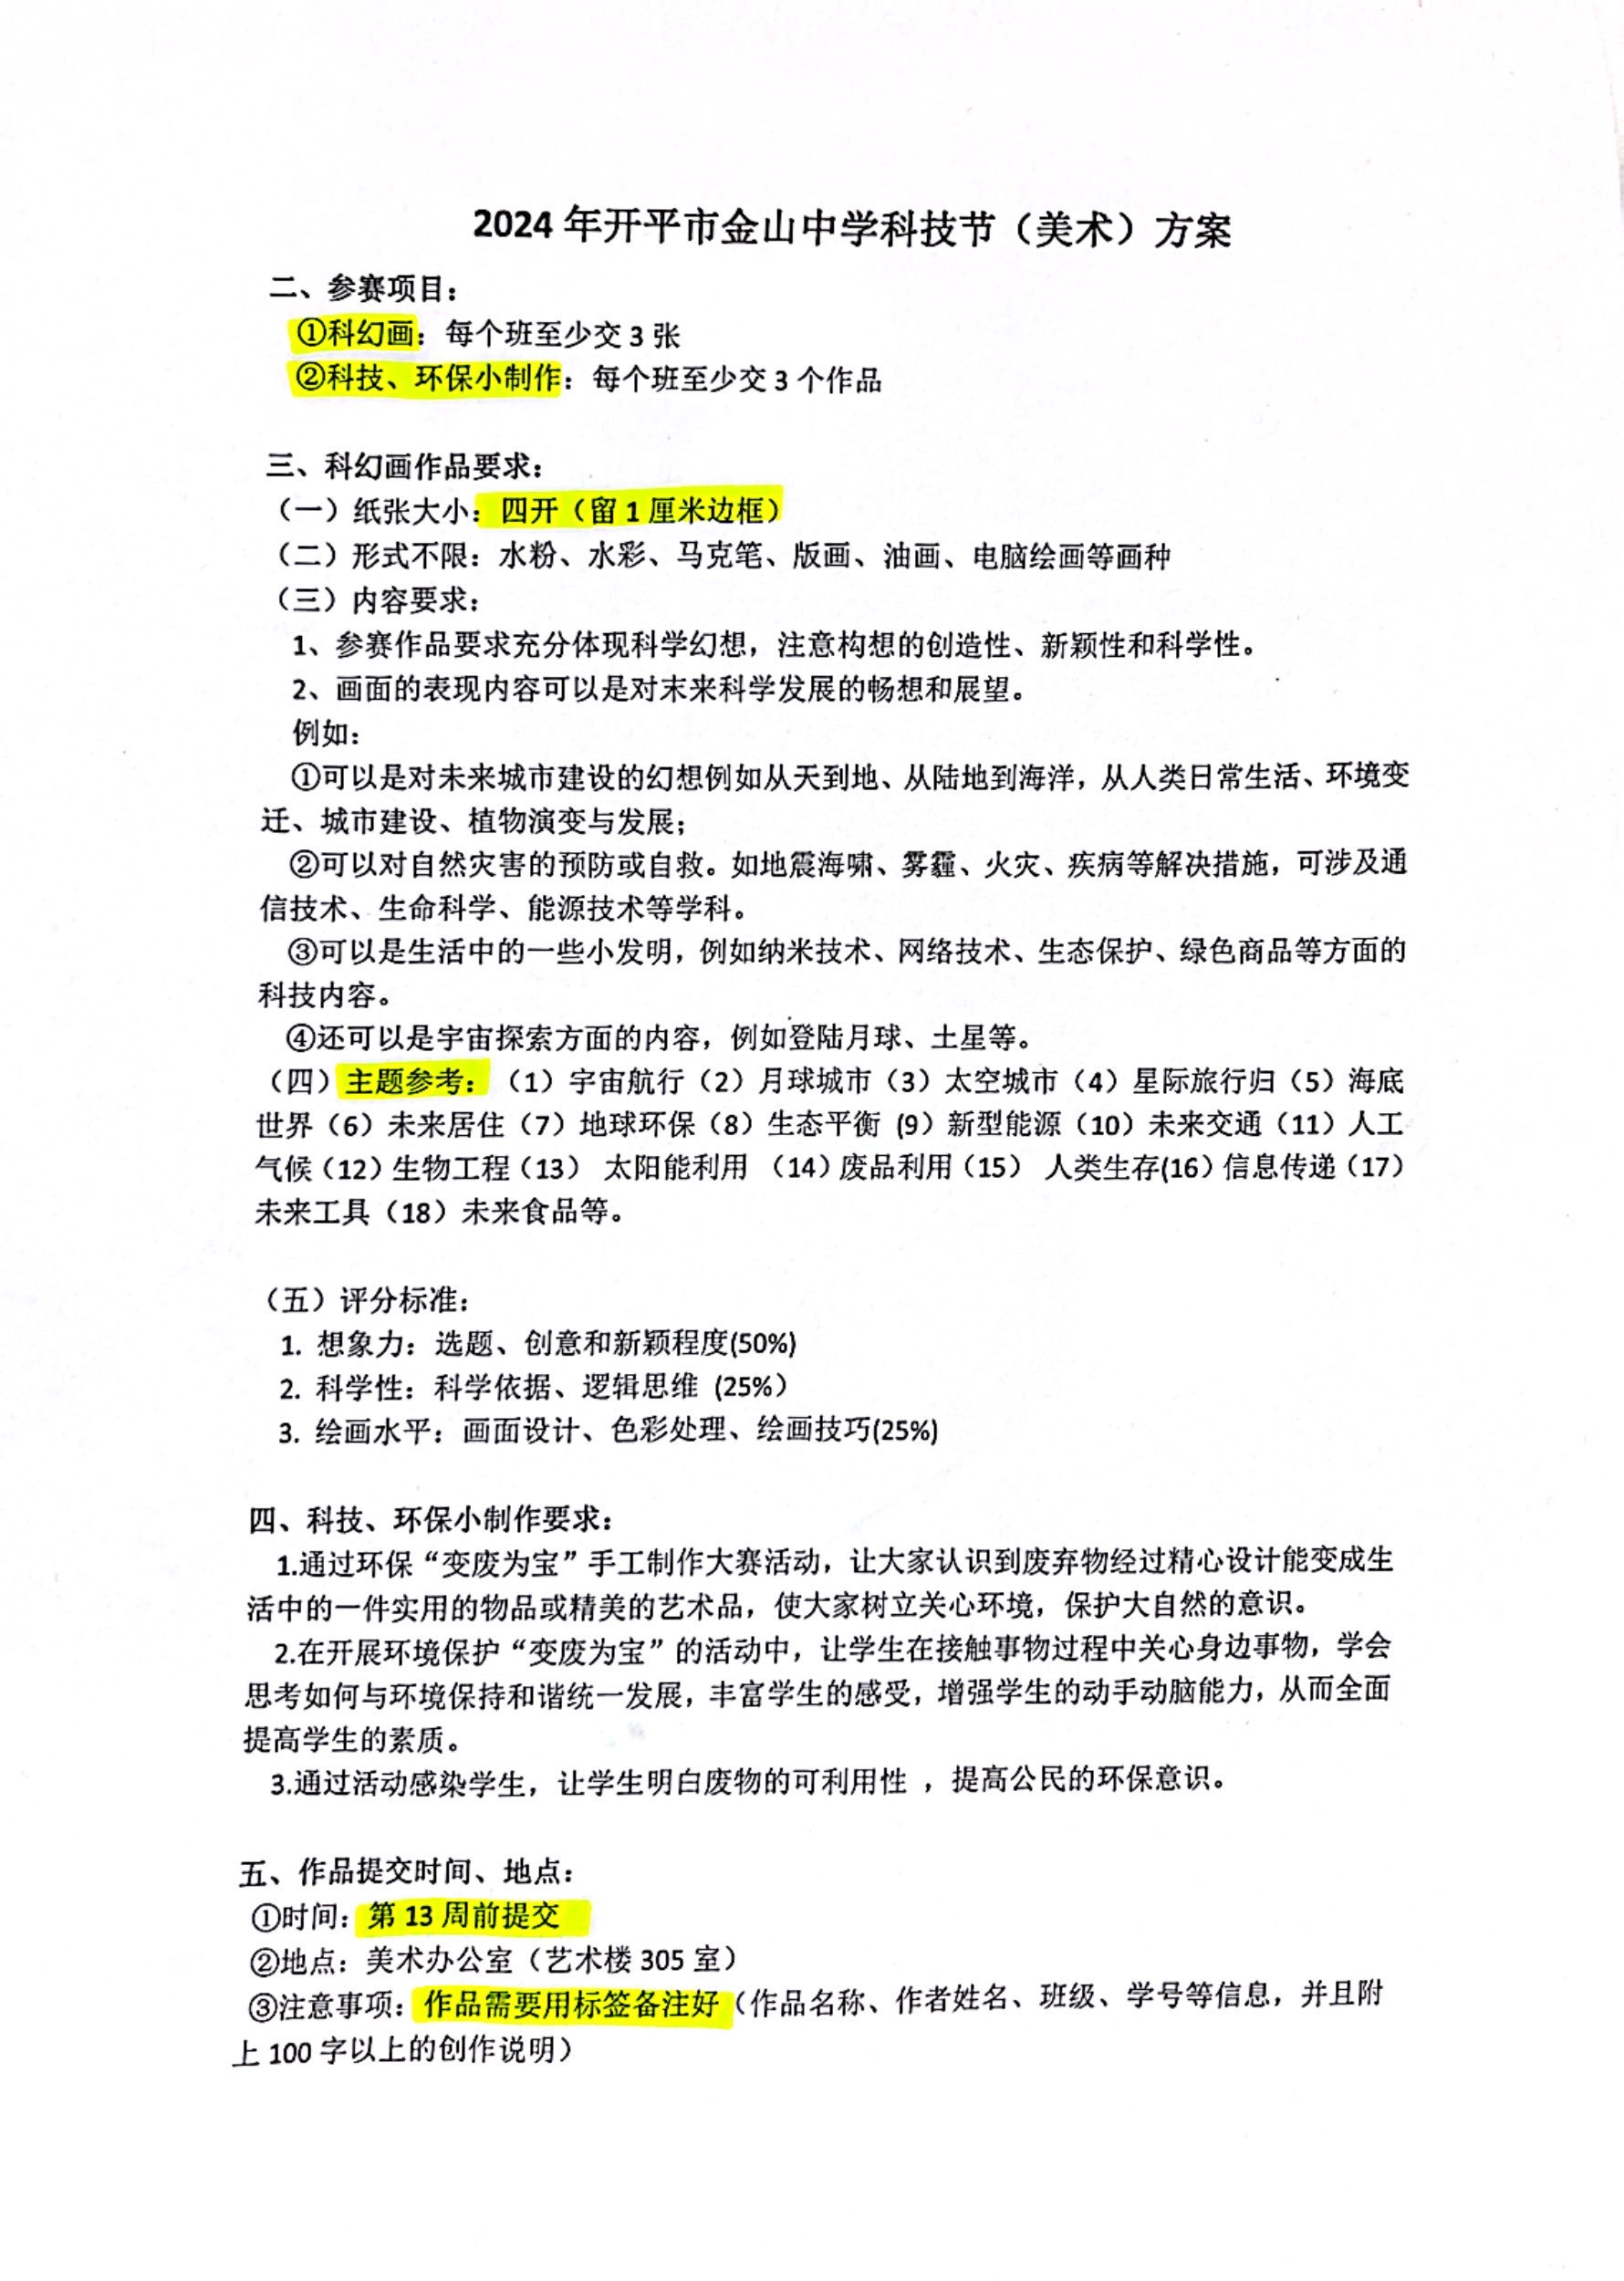 2024 年开平市金山中学科技节（美术）方案
二、参赛项目：
①科幻画：每个班至少交 3 张
②科技、环保小制作：每个班至少交 3 个作品
三、科幻画作品要求：
（一）纸张大小：四开（留 1 厘米边框）
（二）形式不限：水粉、水彩、马克笔、版画、油画、电脑绘画等画种
（三）内容要求：
1、参赛作品要求充分体现科学幻想，注意构想的创造性、新颖性和科学性。
2、画面的表现内容可以是对末来科学发展的畅想和展望。
例如：
①可以是对未来城市建设的幻想例如从天到地、从陆地到海洋，从人类日常生活、环境变
迁、城市建设、植物演变与发展；
②可以对自然灾害的预防或自救。如地震海啸、雾霾、火灾、疾病等解决措施，可涉及通
信技术、生命科学、能源技术等学科。
③可以是生活中的一些小发明，例如纳米技术、网络技术、生态保护、绿色商品等方面的
科技内容。
④还可以是宇宙探索方面的内容，例如登陆月球、土星等。
（四）主题参考：（1）宇宙航行（2）月球城市（3）太空城市（4）星际旅行归（5）海底
世界（6）未来居住（7）地球环保（8）生态平衡 (9）新型能源（10）未来交通（11）人工
气候（12）生物工程（13） 太阳能利用 （14）废品利用（15） 人类生存(16）信息传递（17）
未来工具（18）未来食品等。
（五）评分标准：
1. 想象力：选题、创意和新颖程度(50%)
2. 科学性：科学依据、逻辑思维 (25%）
3. 绘画水平：画面设计、色彩处理、绘画技巧(25%)
四、科技、环保小制作要求：
1.通过环保“变废为宝”手工制作大赛活动，让大家认识到废弃物经过精心设计能变成生
活中的一件实用的物品或精美的艺术品，使大家树立关心环境，保护大自然的意识。
2.在开展环境保护“变废为宝”的活动中，让学生在接触事物过程中关心身边事物，学会
思考如何与环境保持和谐统一发展，丰富学生的感受，增强学生的动手动脑能力，从而全面
提高学生的素质。
3.通过活动感染学生，让学生明白废物的可利用性 ，提高公民的环保意识。
五、作品提交时间、地点：
①时间：第 13 周前提交
②地点：美术办公室（艺术楼 305 室）
③注意事项：作品需要用标签备注好（作品名称、作者姓名、班级、学号等信息，并且附
上 100 字以上的创作说明）